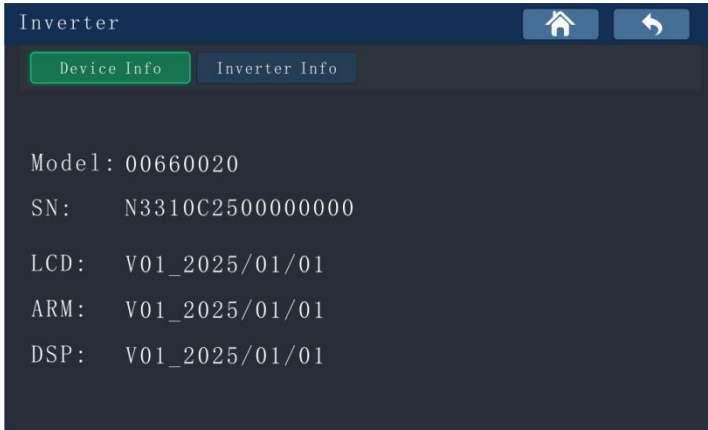 Inverter
Device Info Inverter Info
Model: 00660020
SN: N3310C2500000000
LCD: V01_2025/01/01
ARM: V01_2025/01/01
DSP: V01_2025/01/01